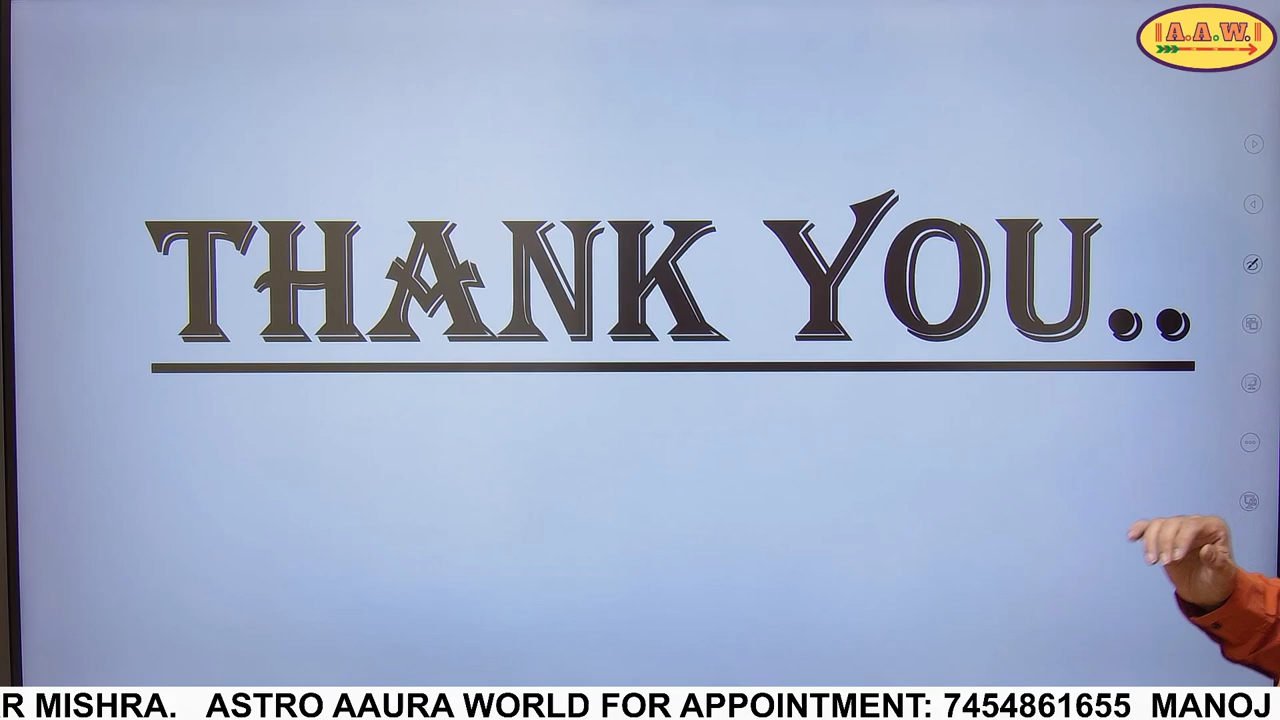 A.A.W.
THANK YOU..
R MISHRA. ASTRO AAURA WORLD FOR APPOINTMENT: 7454861655 MANOJ